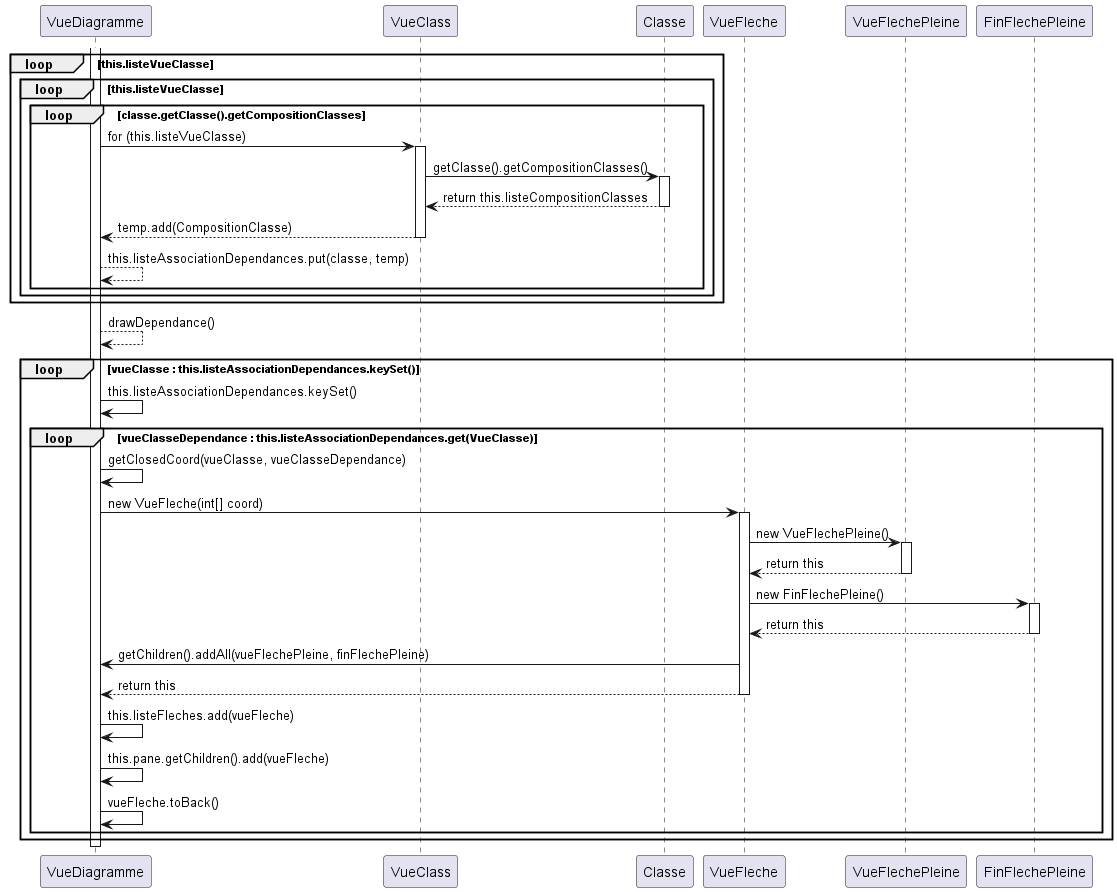 VueDiagramme VueClass Classe VueFleche VueFlechePleine FinFlechePleine
loop [this.listeVueClasse]
loop [this.listeVueClasse]
loop [classe.getClasse().getCompositionClasses]
for (this.listeVueClasse)
getClasse().getCompositionClasses()
return this.listeCompositionClasses
temp.add(CompositionClasse)
this.listeAssociationDependances.put(classe, temp)
drawDependance()
loop [vueClasse : this.listeAssociationDependances.keySet()]
this.listeAssociationDependances.keySet()
loop [vueClasseDependance : this.listeAssociationDependances.get(VueClasse)]
getClosedCoord(vueClasse, vueClasseDependance)
new VueFleche(int[] coord)
new VueFlechePleine()
return this
new FinFlechePleine()
return this
getChildren().addAll(vueFlechePleine, finFlechePleine)
return this
this.listeFleches.add(vueFleche)
this.pane.getChildren().add(vueFleche)
vueFleche.toBack()
VueDiagramme VueClass Classe VueFleche VueFlechePleine FinFlechePleine